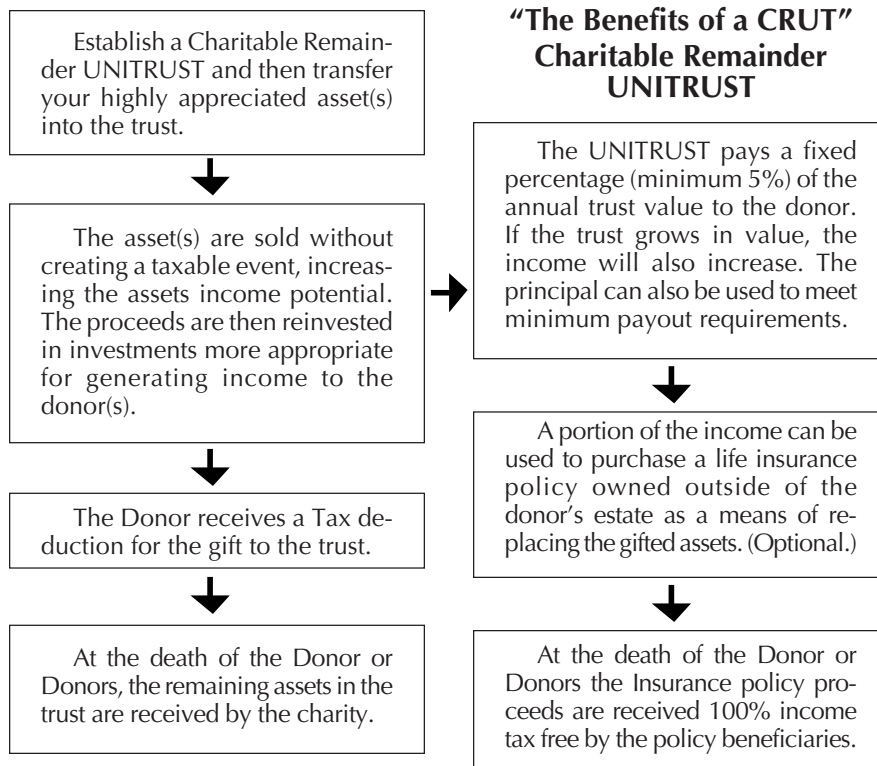 Establish a Charitable Remain-
der UNITRUST and then transfer
your highly appreciated asset(s)
into the trust.
The asset(s) are sold without
creating a taxable event, increas-
ing the assets income potential.
The proceeds are then reinvested
in investments more appropriate
for generating income to the
donor(s).
The Donor receives a Tax de-
duction for the gift to the trust.
At the death of the Donor or
Donors, the remaining assets in the
trust are received by the charity.
“The Benefits of a CRUT”
Charitable Remainder
UNITRUST
The UNITRUST pays a fixed
percentage (minimum 5%) of the
annual trust value to the donor.
If the trust grows in value, the
income will also increase. The
principal can also be used to meet
minimum payout requirements.
A portion of the income can be
used to purchase a life insurance
policy owned outside of the
donor’s estate as a means of re-
placing the gifted assets. (Optional.)
At the death of the Donor or
Donors the Insurance policy pro-
ceeds are received 100% income
tax free by the policy beneficiaries.